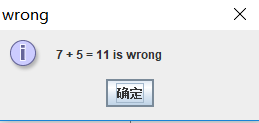 wrong
7 + 5 = 11 is wrong
确定